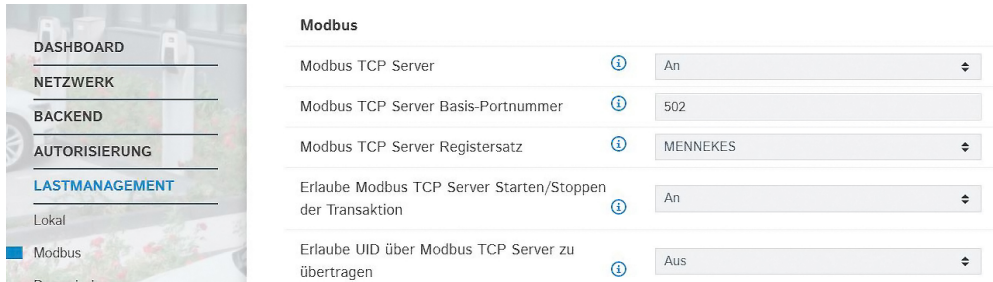 DASHBOARD
NETZWERK
BACKEND
AUTORISIERUNG
LASTMANAGEMENT
Lokal
Modbus
Modbus
Modbus TCP Server
An
Modbus TCP Server Basis-Portnummer
502
Modbus TCP Server Registersatz
MENNEKES
Erlaube Modbus TCP Server Starten/Stoppen
der Transaktion
An
Erlaube UID über Modbus TCP Server zu
übertragen
Aus